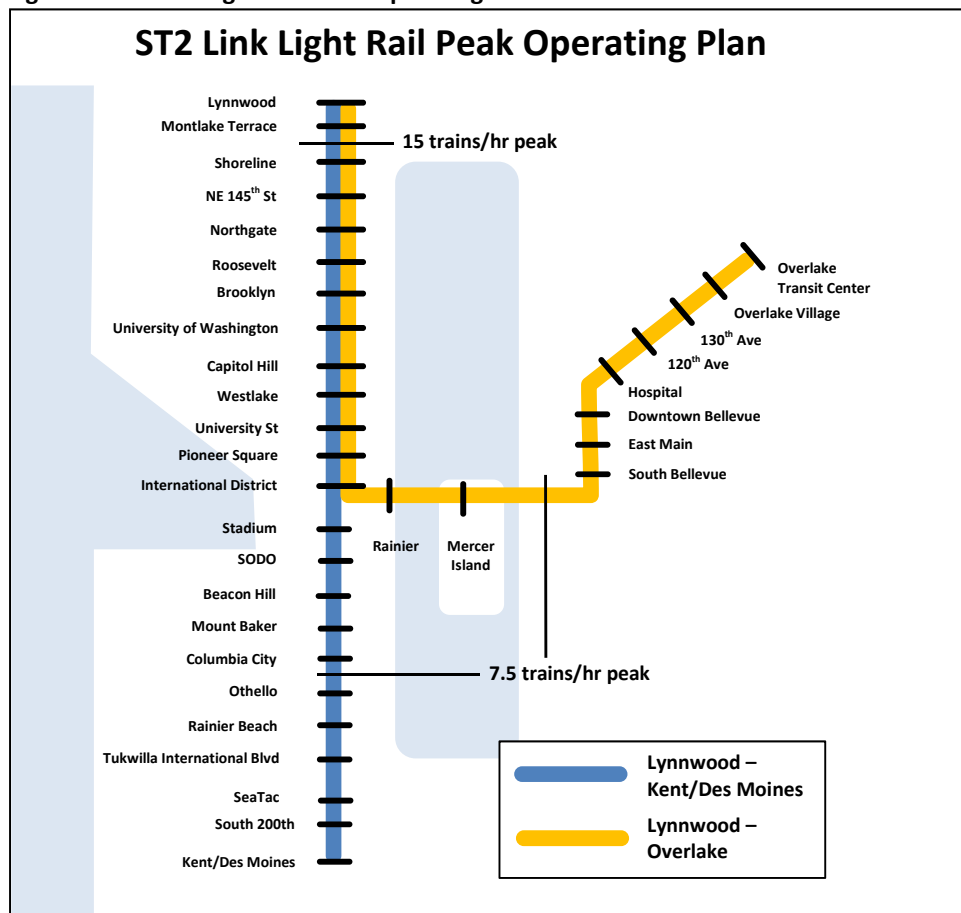 ST2 Link Light Rail Peak Operating Plan
Lynnwood
Montlake Terrace
15 trains/hr peak
Shoreline
NE 145th St
Northgate
Roosevelt
Brooklyn
University of Washington
Capitol Hill
Westlake
University St
Pioneer Square
International District
Stadium
SODO
Beacon Hill
Mount Baker
Columbia City
Othello
Rainier Beach
Tukwilla International Blvd
SeaTac
South 200th
Kent/Des Moines
Rainier
Mercer
Island
Overlake
Transit Center
Overlake Village
130th Ave
120th Ave
Hospital
Downtown Bellevue
East Main
South Bellevue
7.5 trains/hr peak
Lynnwood –
Kent/Des Moines
Lynnwood –
Overlake